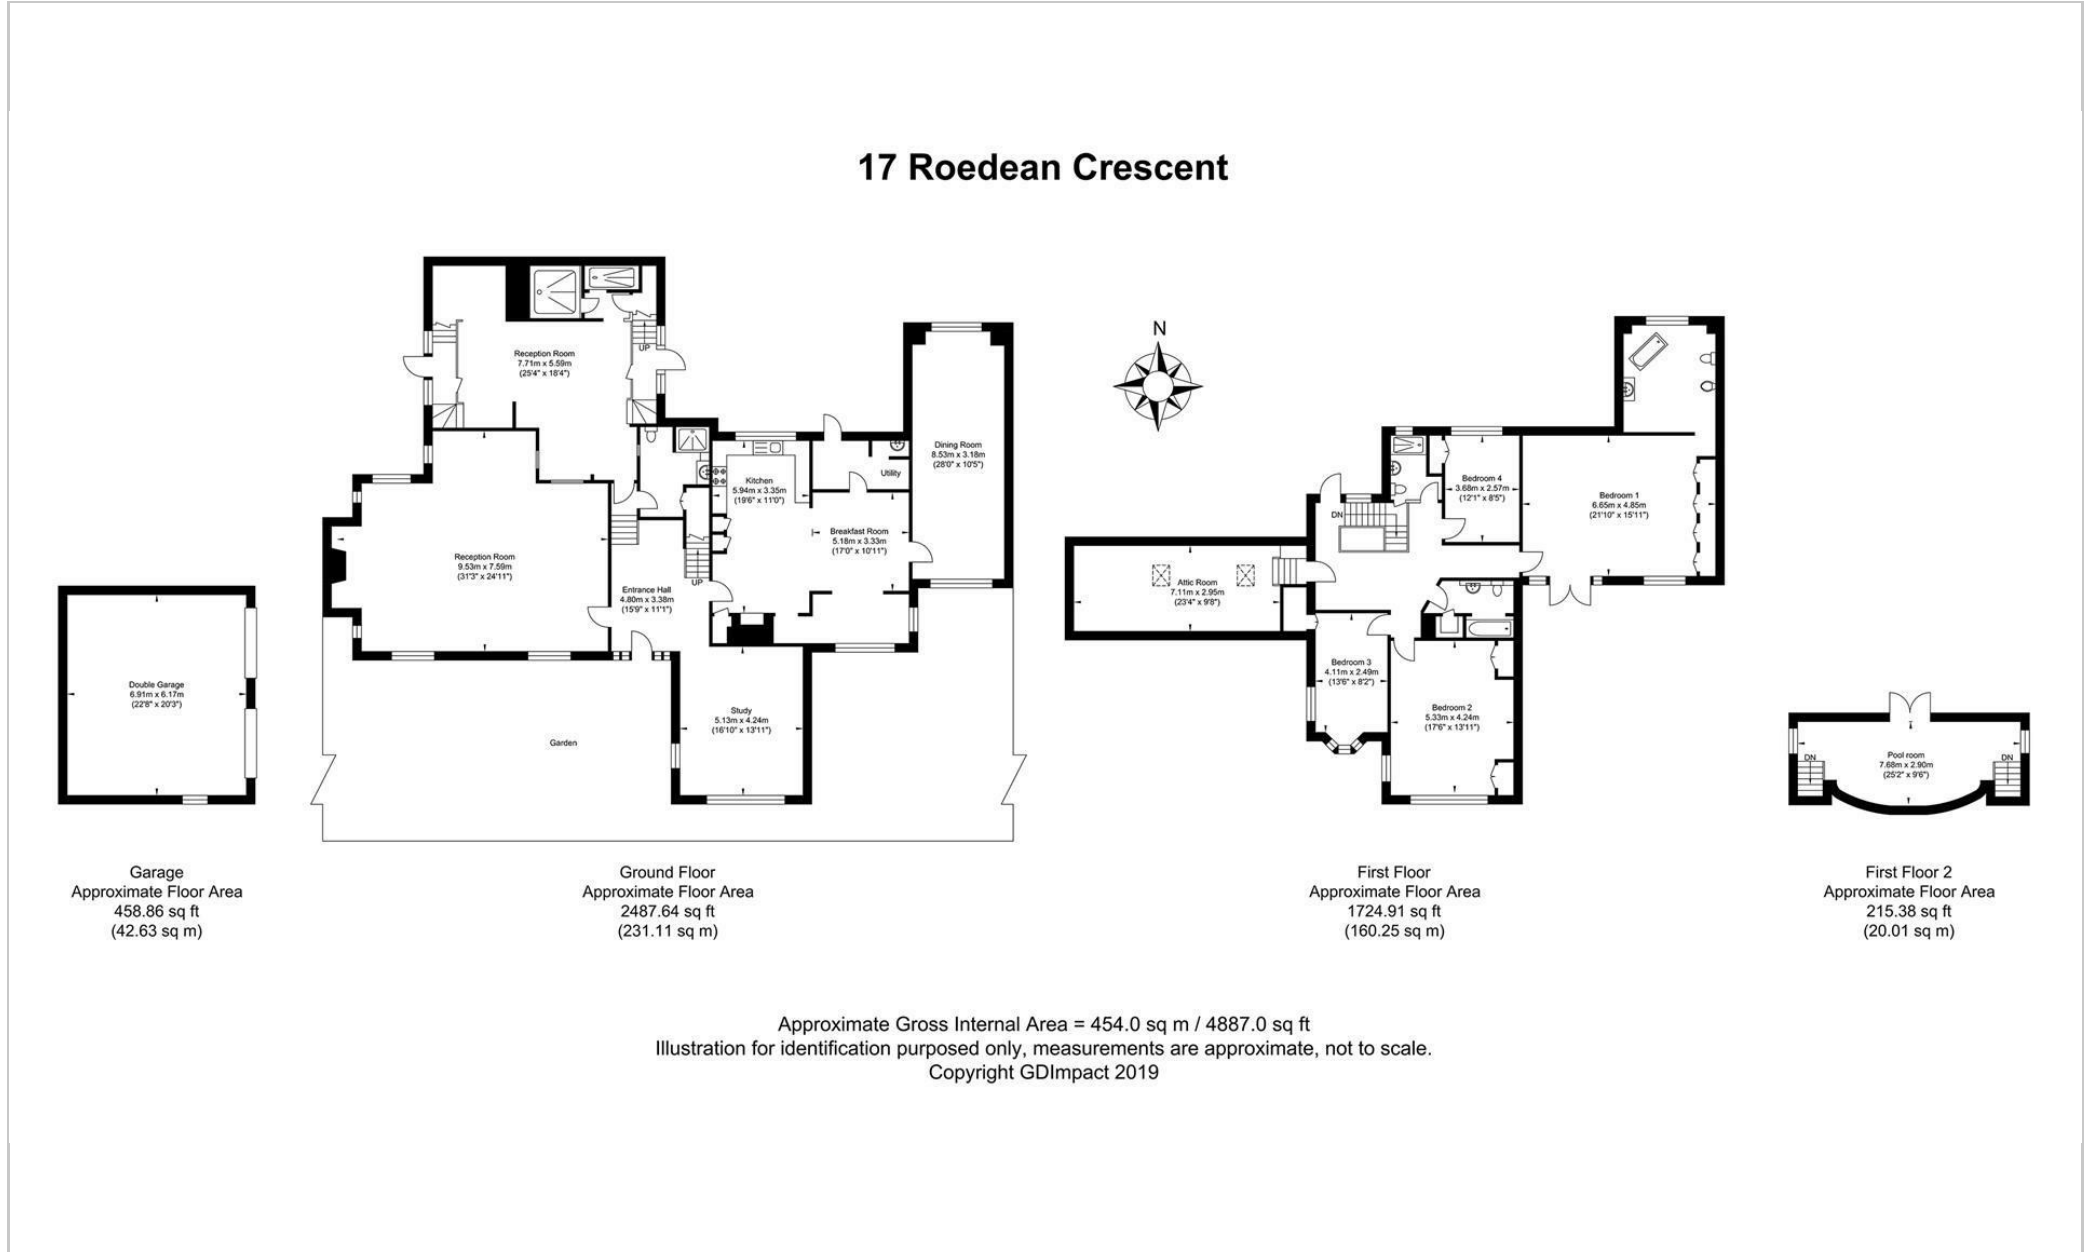 17 Roedean Crescent
Reception Room
7.71m x 5.59m
(25'4" x 18'4")
UP
Dining Room
8.53m x 3.18m
(28'0" x 10'5")
Utility
Kitchen
5.94m x 3.35m
(19'6" x 11'0")
Breakfast Room
5.18m x 3.33m
(17'0" x 10'11")
Reception Room
9.53m x 7.59m
(31'3" x 24'11")
UP
Entrance Hall
4.80m x 3.38m
(15'9" x 11'1")
Double Garage
6.91m x 6.17m
(22'8" x 20'3")
Study
5.13m x 4.24m
(16'10" x 13'11")
Garden
N
Bedroom 4
3.68m x 2.57m
(12'1" x 8'5")
Bedroom 1
6.65m x 4.85m
(21'10" x 15'11")
DN
Attic Room
7.11m x 2.95m
(23'4" x 9'8")
Bedroom 3
4.11m x 2.49m
(13'6" x 8'2")
Bedroom 2
5.33m x 4.24m
(17'6" x 13'11")
DN
Pool room
7.68m x 2.90m
(25'2" x 9'6")
DN
Garage
Approximate Floor Area
458.86 sq ft
(42.63 sq m)
Ground Floor
Approximate Floor Area
2487.64 sq ft
(231.11 sq m)
First Floor
Approximate Floor Area
1724.91 sq ft
(160.25 sq m)
First Floor 2
Approximate Floor Area
215.38 sq ft
(20.01 sq m)
Approximate Gross Internal Area = 454.0 sq m / 4887.0 sq ft
Illustration for identification purposed only, measurements are approximate, not to scale.
Copyright GDImpact 2019